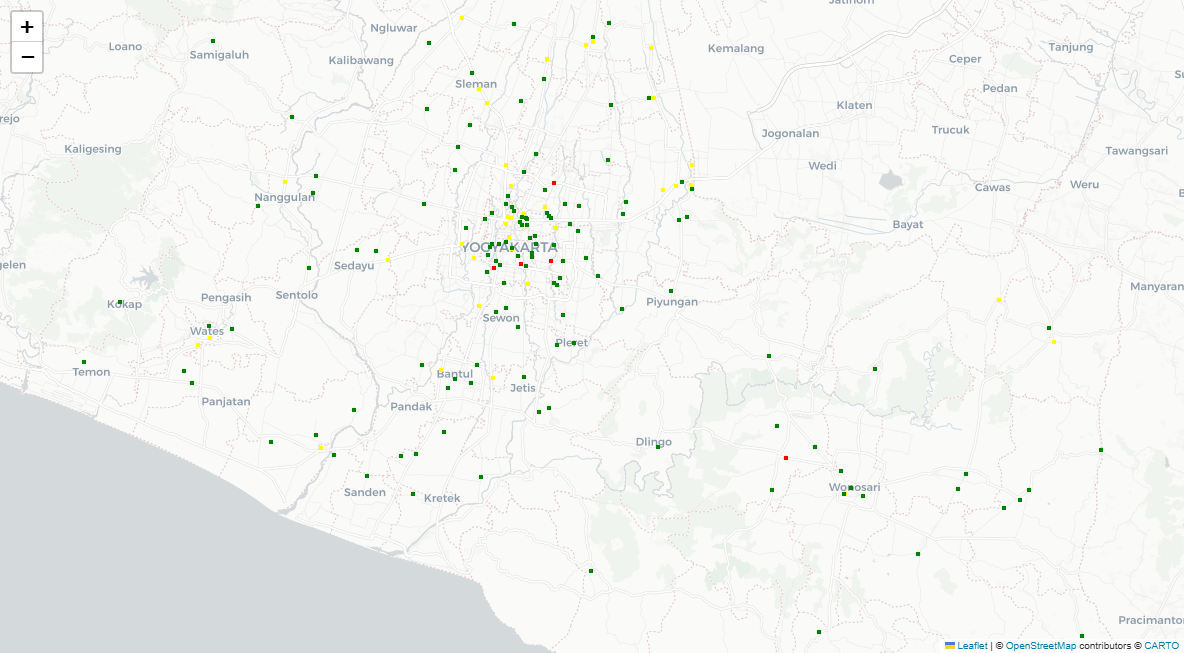 +
−
Jatinom
Ngluwar
Loano
Samigaluh
Kalibawang
Kemalang
Tanjung
Ceper
Sleman
Pedan
Klaten
rejo
Trucuk
Jogonalan
Kaligesing
Tawangsari
Wedi
Cawas
Weru
Nanggulan
Bayat
YOGYAKARTA
gelen
Sedayu
Manyaran
Pengasih
Sentolo
Kokap
Piyungan
Sewon
Wates
Pleret
Temon
Bantul
Jetis
Panjatan
Pandak
Dlingo
Wonosari
Sanden
Kretek
Pracimanto
Leaflet | © OpenStreetMap contributors © CARTO